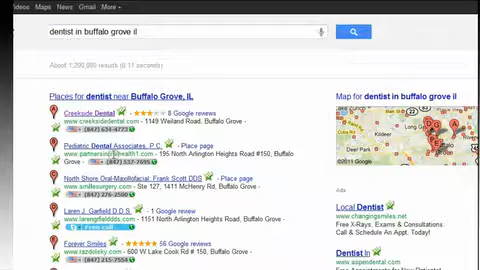 Maps News Gmail More
dentist in buffalo grove il
About 1,200,000 results (0.11 seconds)
Places for dentist near Buffalo Grove, IL
Map for buffalo grove il
Creekside Dental - 8 Google reviews
www.creeksidedental.com - 1149 Weiland Road, Buffalo Grove -
(847) 634-4773
Pediatric Dental Associates, P.C. - Place page
195 North Arlington Heights Road #150, Buffalo
Grove - (847) 537-7695
North Shore Oral-Maxillofacial: Frank Scott DDS - Place page
www.smilesurgery.com - Ste 127, 1411 McHenry Rd, Buffalo Grove -
(847) 276-2500
©2011 Google
Ads
Laren J. Garfield D.D.S. - 1 Google review
www.larengfieldds.com - 1151 North Arlington Heights Road, Buffalo Grove -
Free call
Local Dentist
www.changingsmiles.net
Free X-Rays, Exams & Consultations:
Call & Schedule An Appt. Today!
Forever Smiles - 56 Google reviews
www.razdolsky.com - 600 W Lake Cook Rd # 150, Buffalo Grove -
(847) 215-7554
Dentist In
www.aspendental.com